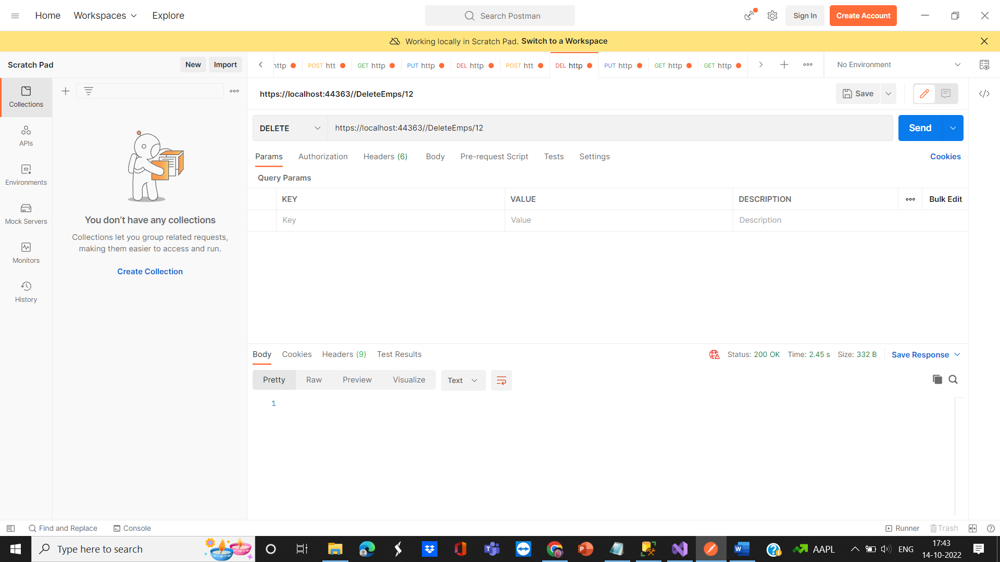 Home Workspaces Explore
Search Postman
Sign In Create Account
Working locally in Scratch Pad. Switch to a Workspace
Scratch Pad New Import
http POST htt GET http PUT http DEL http POST htt DEL http PUT http GET http GET http
No Environment
Collections
APIs
Environments
Mock Servers
Monitors
History
You don't have any collections
Collections let you group related requests,
making them easier to access and run.
Create Collection
https://localhost:44363//DeleteEmps/12
Save
DELETE https://localhost:44363//DeleteEmps/12 Send
Params Authorization Headers (6) Body Pre-request Script Tests Settings Cookies
Query Params
KEY VALUE DESCRIPTION Bulk Edit
Key Value Description
Body Cookies Headers (9) Test Results Status: 200 OK Time: 2.45 s Size: 332 B Save Response
Pretty Raw Preview Visualize Text
1
Find and Replace Console Runner Trash
Type here to search
AAPL ENG 17:43
14-10-2022